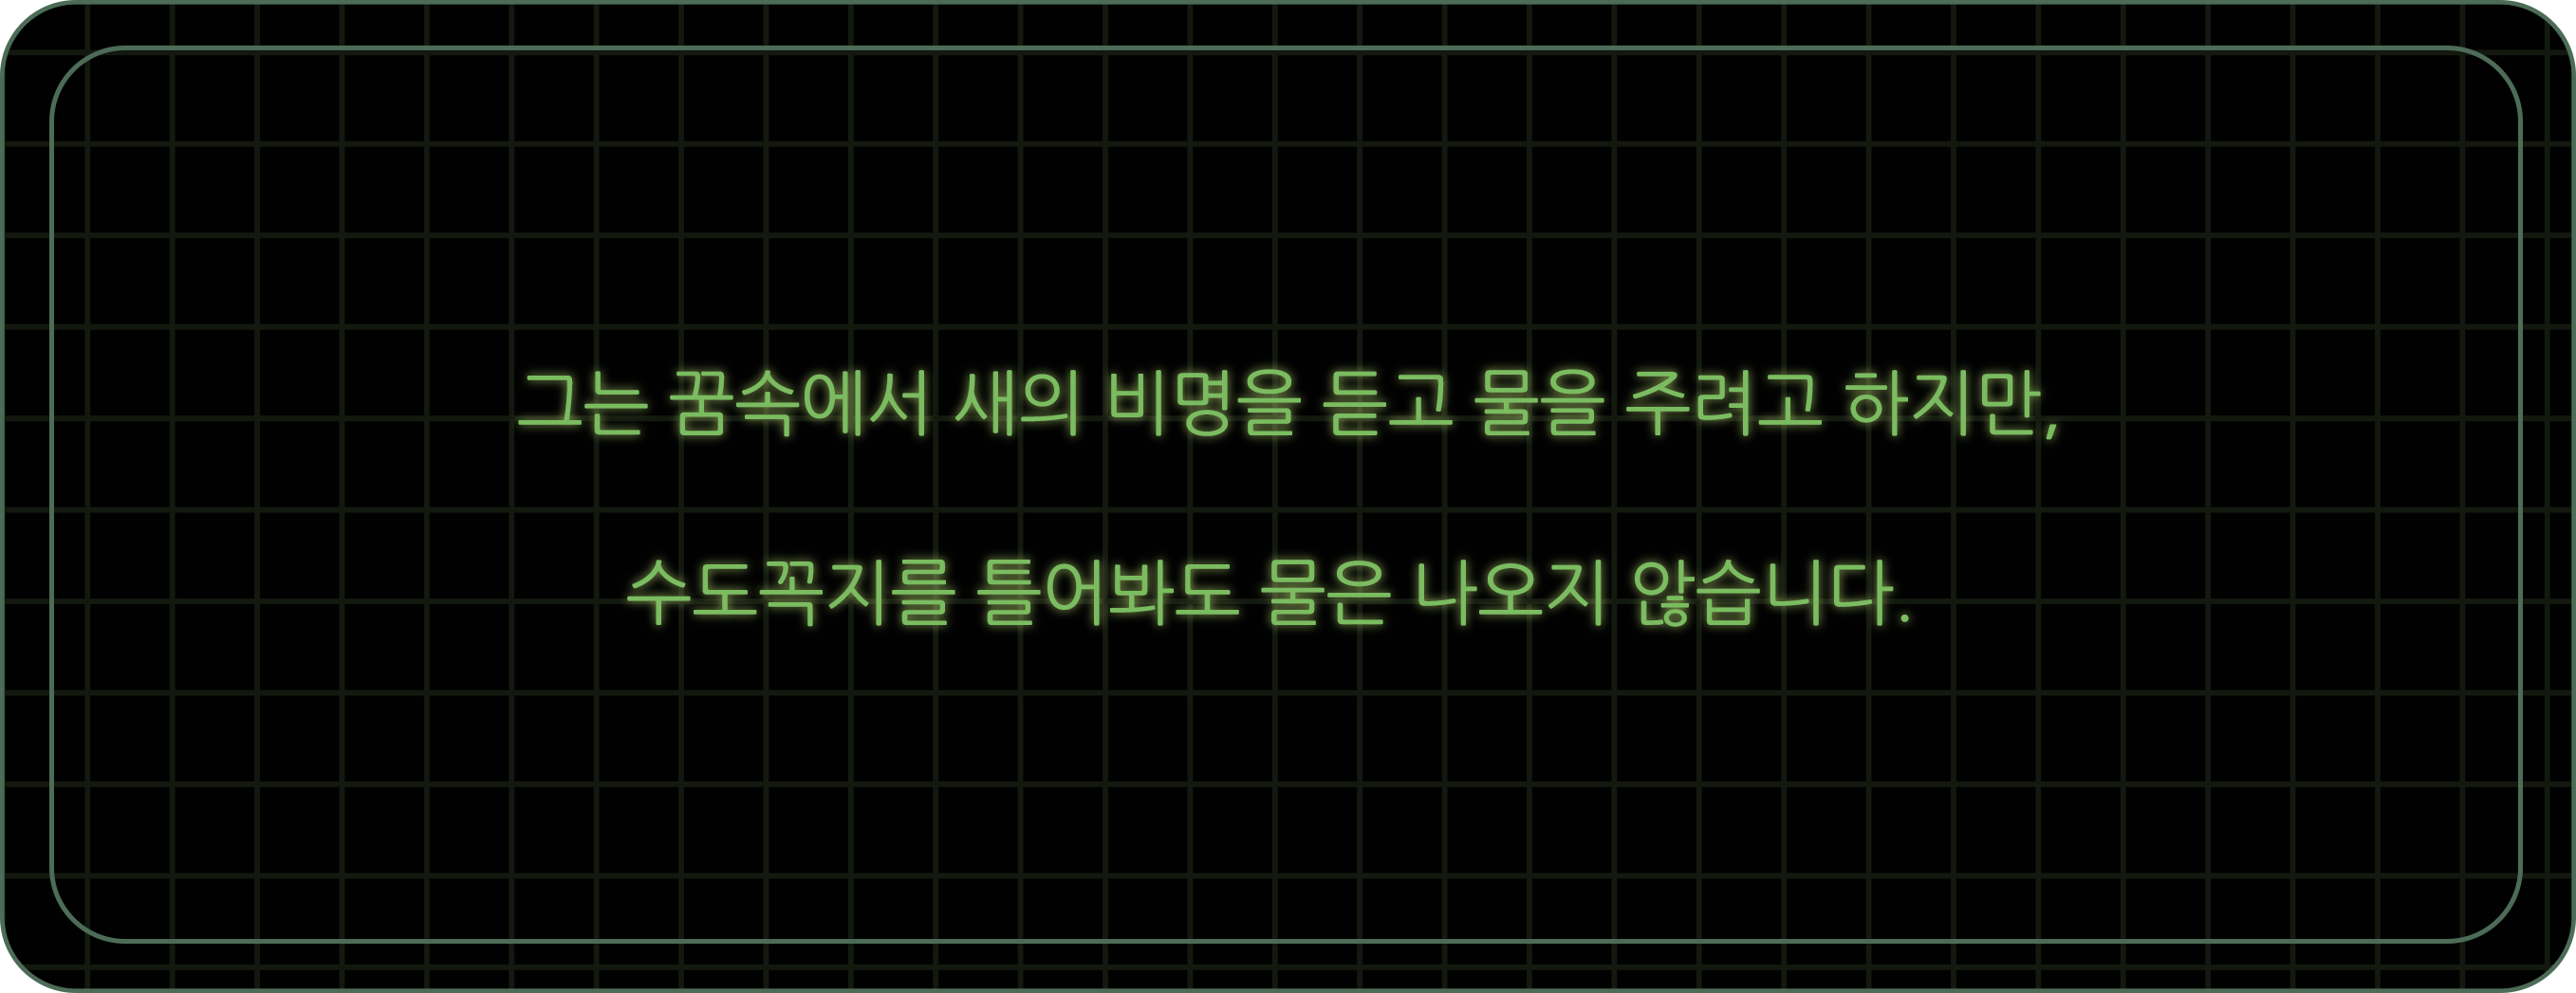 그는 꿈속에서 새의 비명을 듣고 물을 주려고 하지만,
수도꼭지를 틀어봐도 물은 나오지 않습니다.